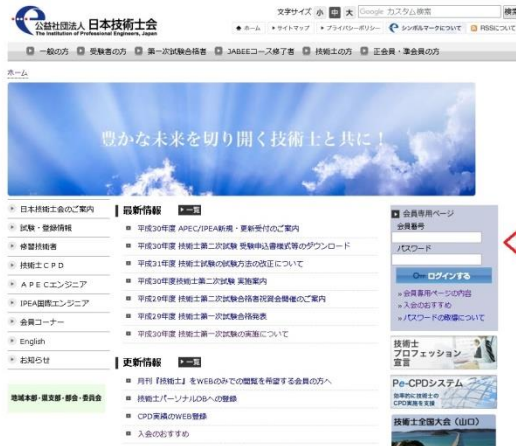 文字サイズ 小 中 大 Google カスタム検索 検索
公益社団法人 日本技術士会
The Institution of Professional Engineers, Japan
ホーム サイトマップ プライバシーポリシー シンボルマークについて RSSについて
一般の方 受験者の方 第一次試験合格者 JABEEコース修了者 技術士の方 正会員・準会員の方
ホーム
豊かな未来を切り開く技術士と共に!
日本技術士会のご案内
試験・登録情報
修習技術者
技術士CPD
APECエンジニア
IPEA国際エンジニア
会員コーナー
English
お知らせ
地域本部・県支部・部会・委員会
最新情報 一覧
平成30年度 APEC/IPEA新規・更新受付のご案内
平成30年度 技術士第二次試験 受験申込書様式等のダウンロード
平成31年度 技術士試験の試験方法の改正について
平成30年度技術士第二次試験 実施案内
平成29年度 技術士第二次試験合格者祝賀会開催のご案内
平成29年度 技術士第二次試験合格発表
平成30年度 技術士第一次試験の実施について
更新情報 一覧
月刊『技術士』をWEBのみでの閲覧を希望する会員の方へ
技術士パーソナルDBへの登録
CPD実績のWEB登録
入会のおすすめ
会員専用ページ
会員番号
パスワード
ログインする
会員専用ページの内容
入会のおすすめ
パスワードの取得について
技術士
プロフェッション
宣言
Pe-CPDシステム
効率的に技術士の
CPD実施を支援
技術士全国大会(山口)